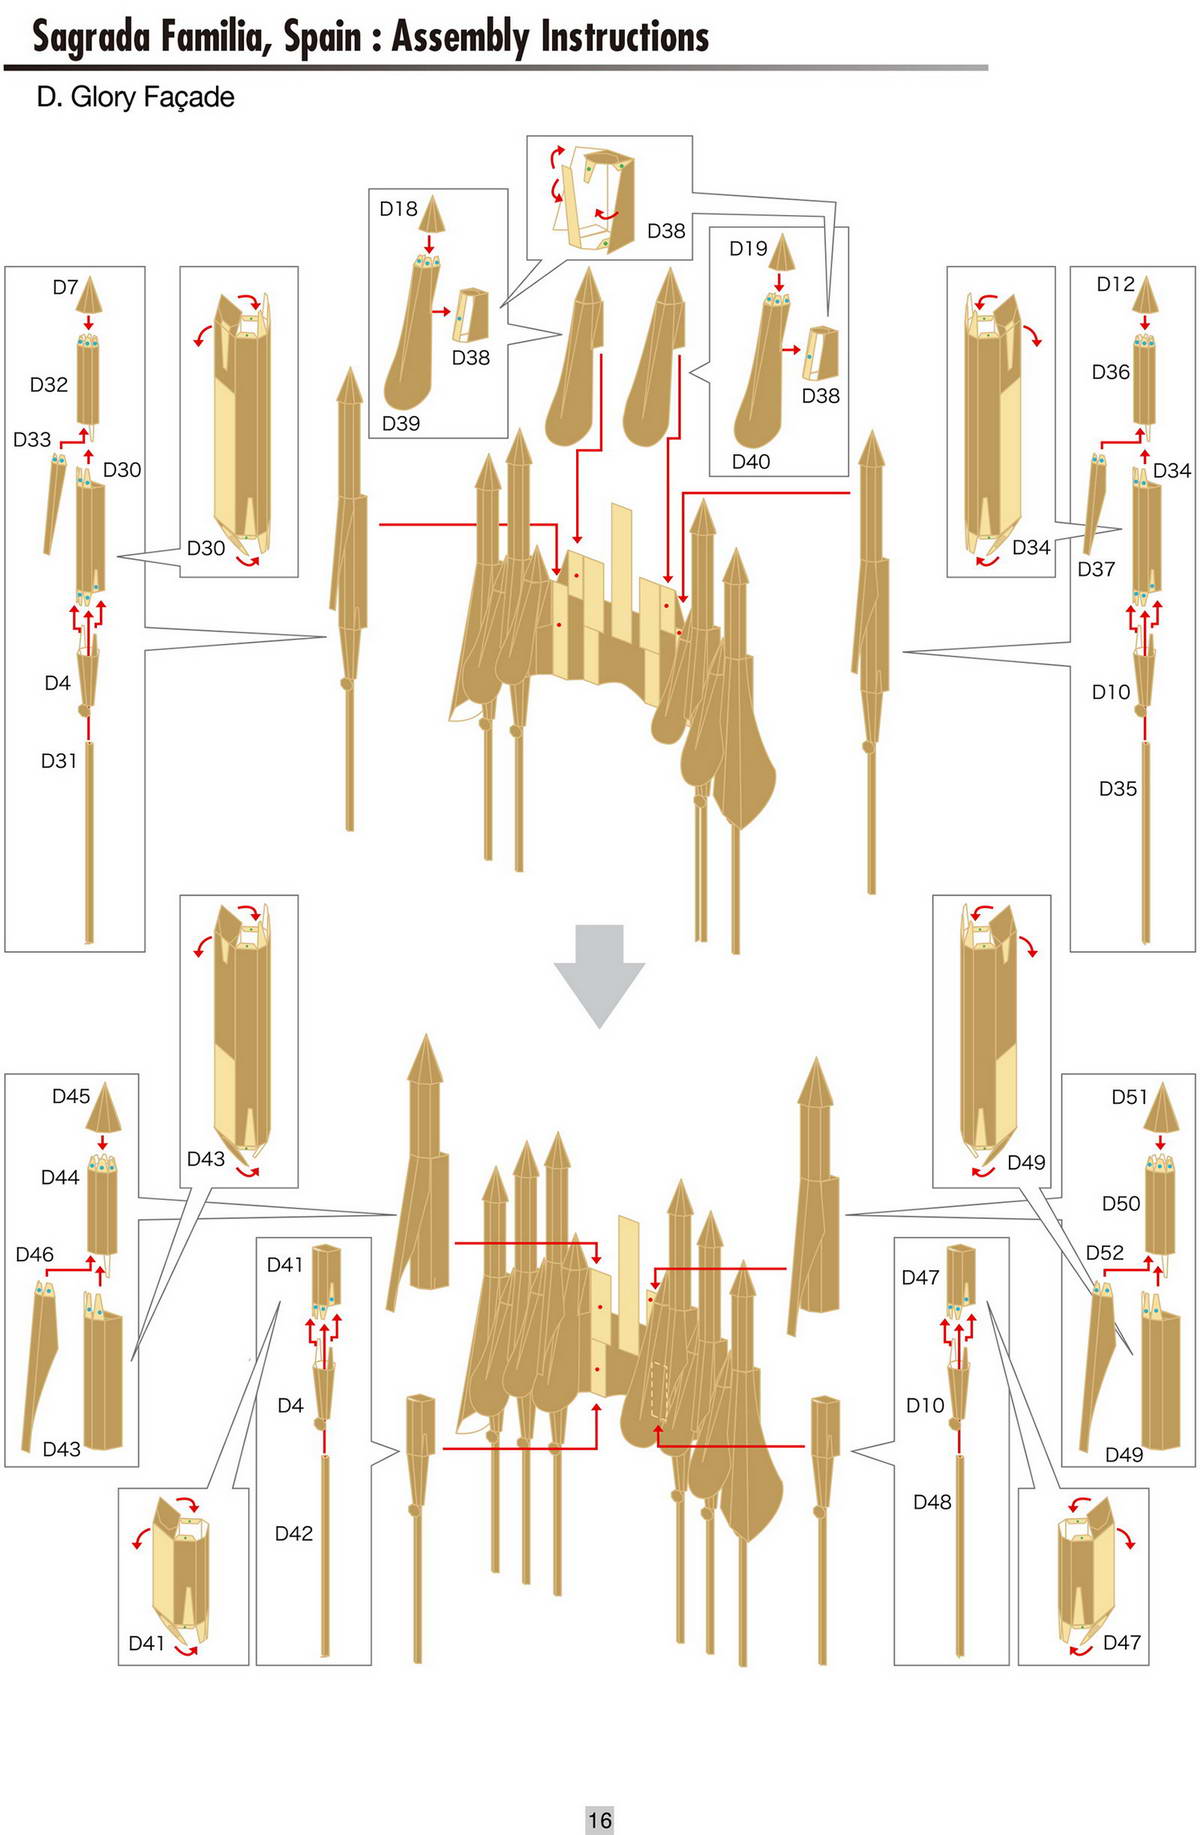 Sagrada Familia, Spain : Assembly Instructions
D. Glory Façade
D38
D18
D38
D39
D19
D38
D40
D7
D32
D33
D30
D4
D31
D30
D34
D12
D36
D34
D37
D10
D35
D43
D49
D45
D44
D46
D43
D41
D4
D42
D41
D47
D10
D48
D47
D51
D50
D52
D49
16